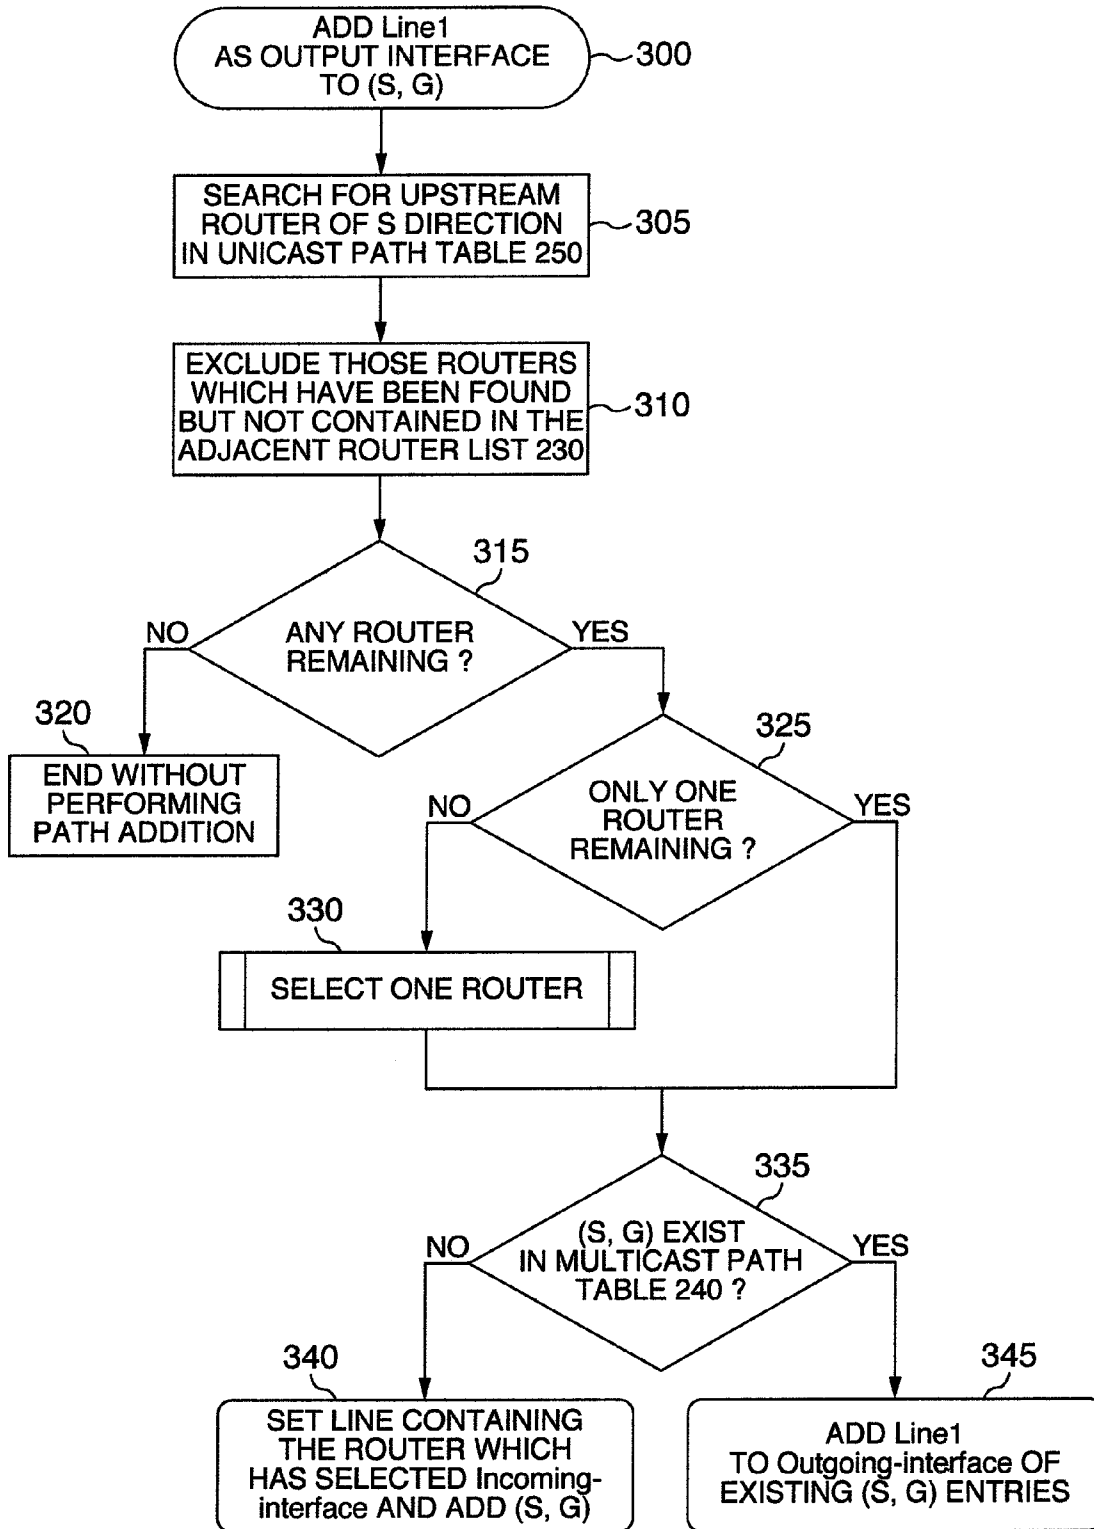 ADD Line1
AS OUTPUT INTERFACE
TO (S, G)
300
SEARCH FOR UPSTREAM
ROUTER OF S DIRECTION
IN UNICAST PATH TABLE 250
305
EXCLUDE THOSE ROUTERS
WHICH HAVE BEEN FOUND
BUT NOT CONTAINED IN THE
ADJACENT ROUTER LIST 230
310
315
NO
ANY ROUTER
REMAINING ?
YES
320
END WITHOUT
PERFORMING
PATH ADDITION
325
NO
ONLY ONE
ROUTER
REMAINING ?
YES
330
SELECT ONE ROUTER
335
NO
(S, G) EXIST
IN MULTICAST PATH
TABLE 240 ?
YES
340
SET LINE CONTAINING
THE ROUTER WHICH
HAS SELECTED Incoming-
interface AND ADD (S, G)
345
ADD Line1
TO Outgoing-interface OF
EXISTING (S, G) ENTRIES